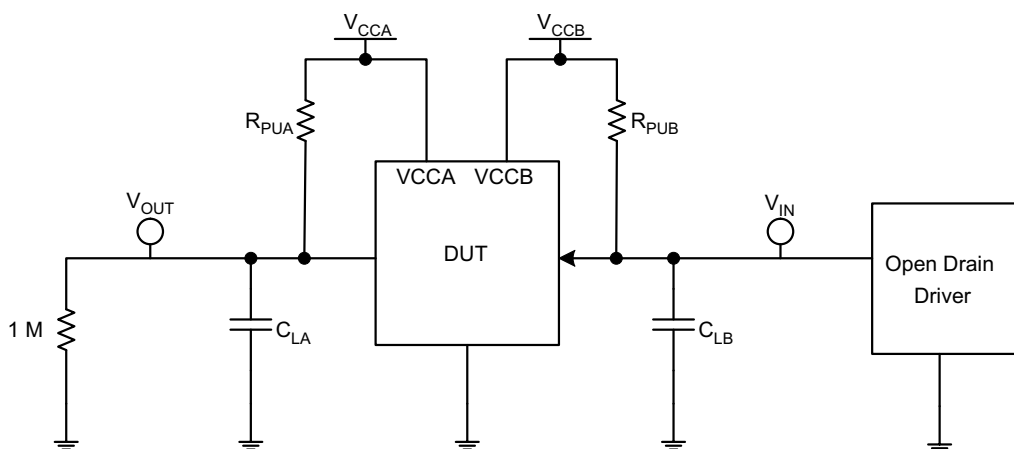 V_CCA
V_CCB
R_PUA
R_PUB
VCCA VCCB
V_OUT
V_IN
DUT
Open Drain
Driver
1 M
C_LA
C_LB